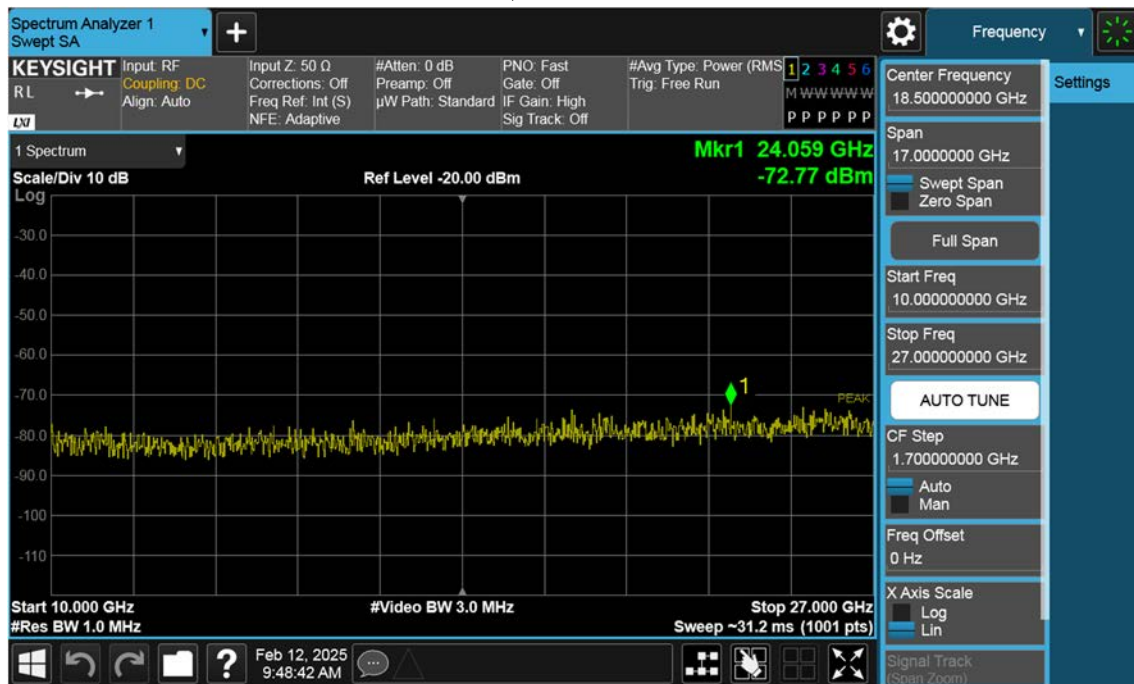 Spectrum Analyzer 1
Swept SA
Frequency
KEYSIGHT
RL
LXI
Input: RF
Coupling: DC
Align: Auto
Input Z: 50 Ω
Corrections: Off
Freq Ref: Int (S)
NFE: Adaptive
#Atten: 0 dB
Preamp: Off
µW Path: Standard
PNO: Fast
Gate: Off
IF Gain: High
Sig Track: Off
#Avg Type: Power (RMS
Trig: Free Run
1 2 3 4 5 6
M W W W W W
P P P P P P
1 Spectrum
Scale/Div 10 dB
Ref Level -20.00 dBm
Mkr1 24.059 GHz
-72.77 dBm
Log
-30.0
-40.0
-50.0
-60.0
-70.0
-80.0
-90.0
-100
-110
1
PEAK
Start 10.000 GHz
#Video BW 3.0 MHz
Stop 27.000 GHz
#Res BW 1.0 MHz
Sweep ~31.2 ms (1001 pts)
Feb 12, 2025
9:48:42 AM
Center Frequency
18.500000000 GHz
Settings
Span
17.0000000 GHz
Swept Span
Zero Span
Full Span
Start Freq
10.000000000 GHz
Stop Freq
27.000000000 GHz
AUTO TUNE
CF Step
1.700000000 GHz
Auto
Man
Freq Offset
0 Hz
X Axis Scale
Log
Lin
Signal Track
(Span Zoom)